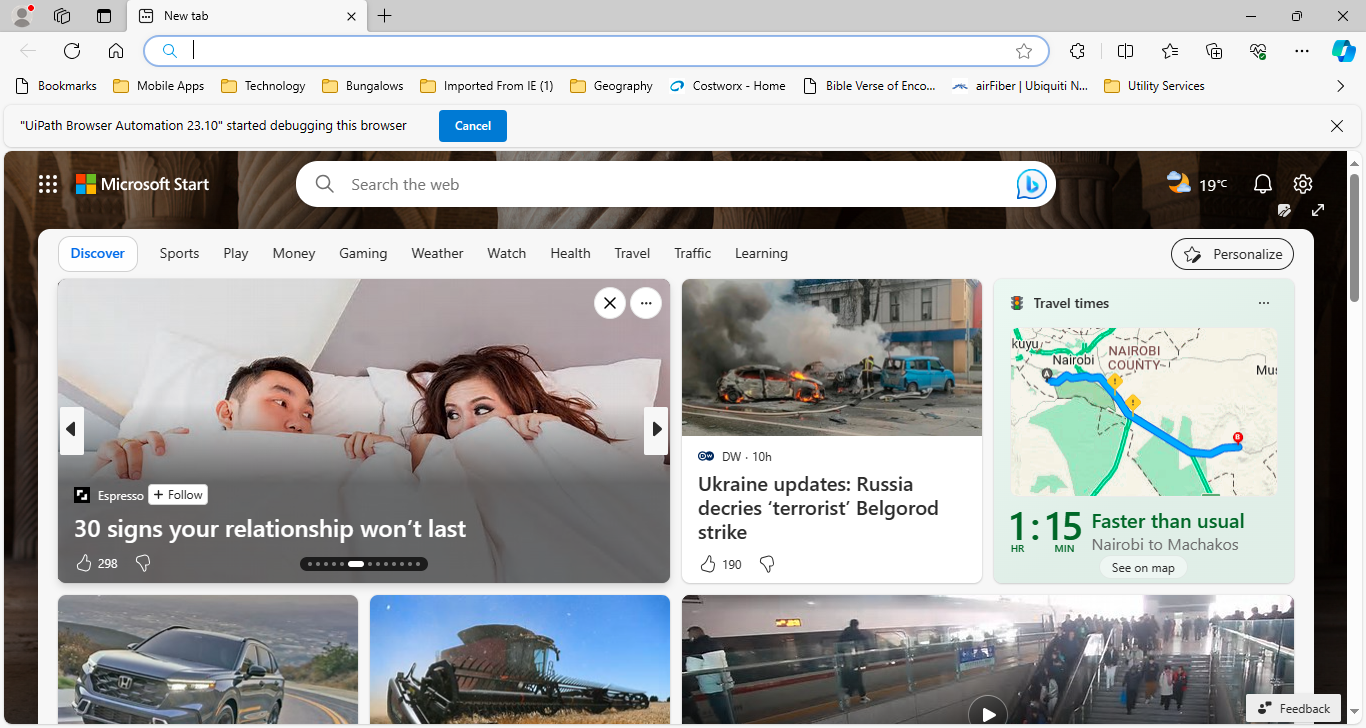 New tab
Bookmarks
Mobile Apps
Technology
Bungalows
Imported From IE (1)
Geography
Costworx - Home
Bible Verse of Enco...
airFiber | Ubiquiti N...
Utility Services
"UiPath Browser Automation 23.10" started debugging this browser
Cancel
Microsoft Start
Search the web
19°C
Discover
Sports
Play
Money
Gaming
Weather
Watch
Health
Travel
Traffic
Learning
Personalize
Espresso
+ Follow
30 signs your relationship won’t last
298
DW · 10h
Ukraine updates: Russia
decries ‘terrorist’ Belgorod
strike
190
Travel times
kuyu
Nairobi
NAIROBI
COUNTY
Mus
A
B
1:15
HR
MIN
Faster than usual
Nairobi to Machakos
See on map
Feedback